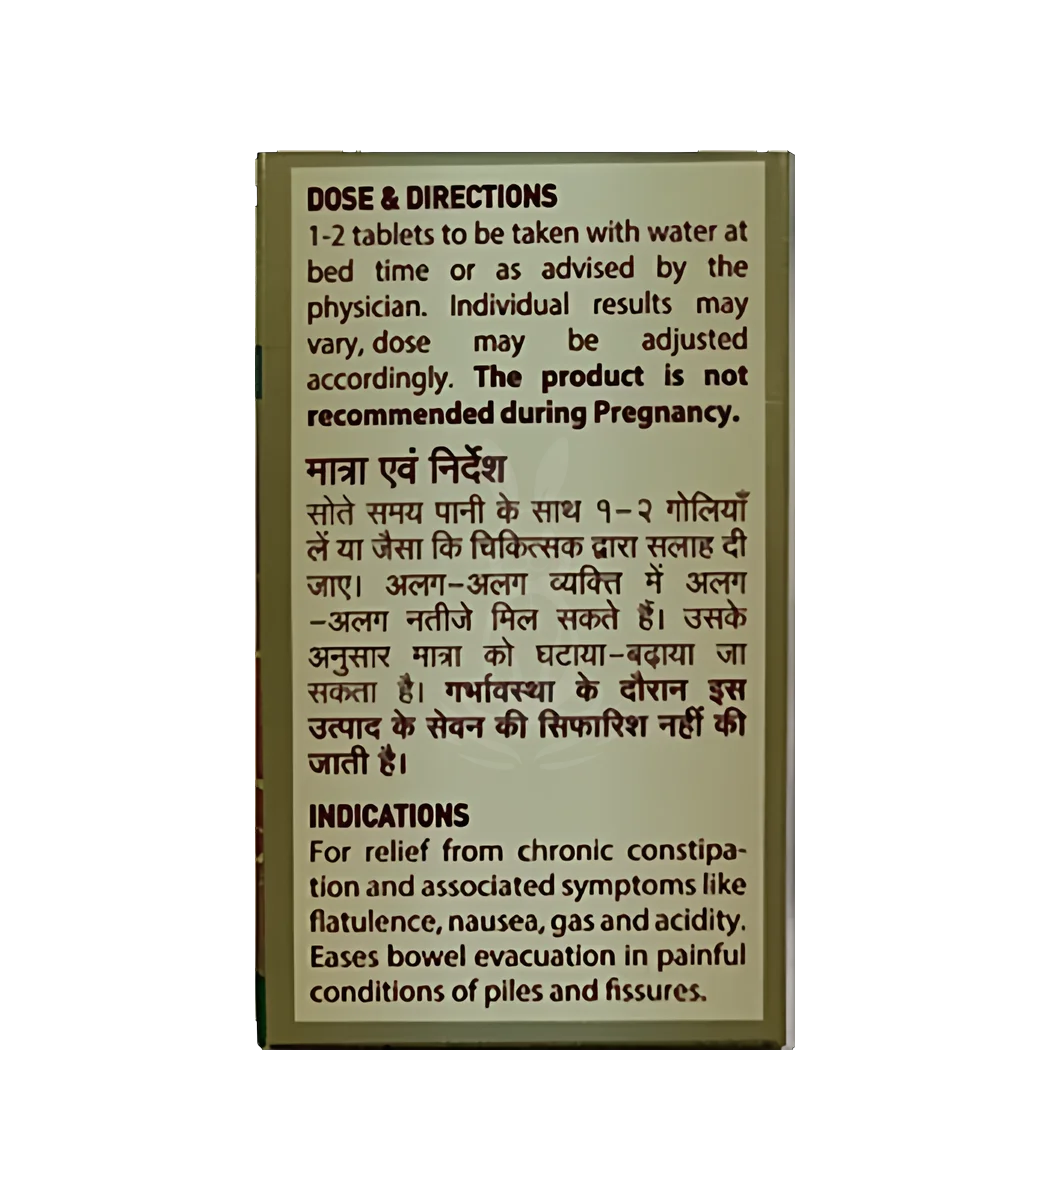 DOSE & DIRECTIONS
1-2 tablets to be taken with water at
bed time or as advised by the
physician. Individual results may
vary, dose may be adjusted
accordingly. The product is not
recommended during Pregnancy.
मात्रा एवं निर्देश
सोते समय पानी के साथ १-२ गोलियाँ
लें या जैसा कि चिकित्सक द्वारा सलाह दी
जाए। अलग-अलग व्यक्ति में अलग
-अलग नतीजे मिल सकते हैं। उसके
अनुसार मात्रा को घटाया-बढ़ाया जा
सकता है। गर्भावस्था के दौरान इस
उत्पाद के सेवन की सिफारिश नहीं की
जाती है।
INDICATIONS
For relief from chronic constipa-
tion and associated symptoms like
flatulence, nausea, gas and acidity.
Eases bowel evacuation in painful
conditions of piles and fissures.